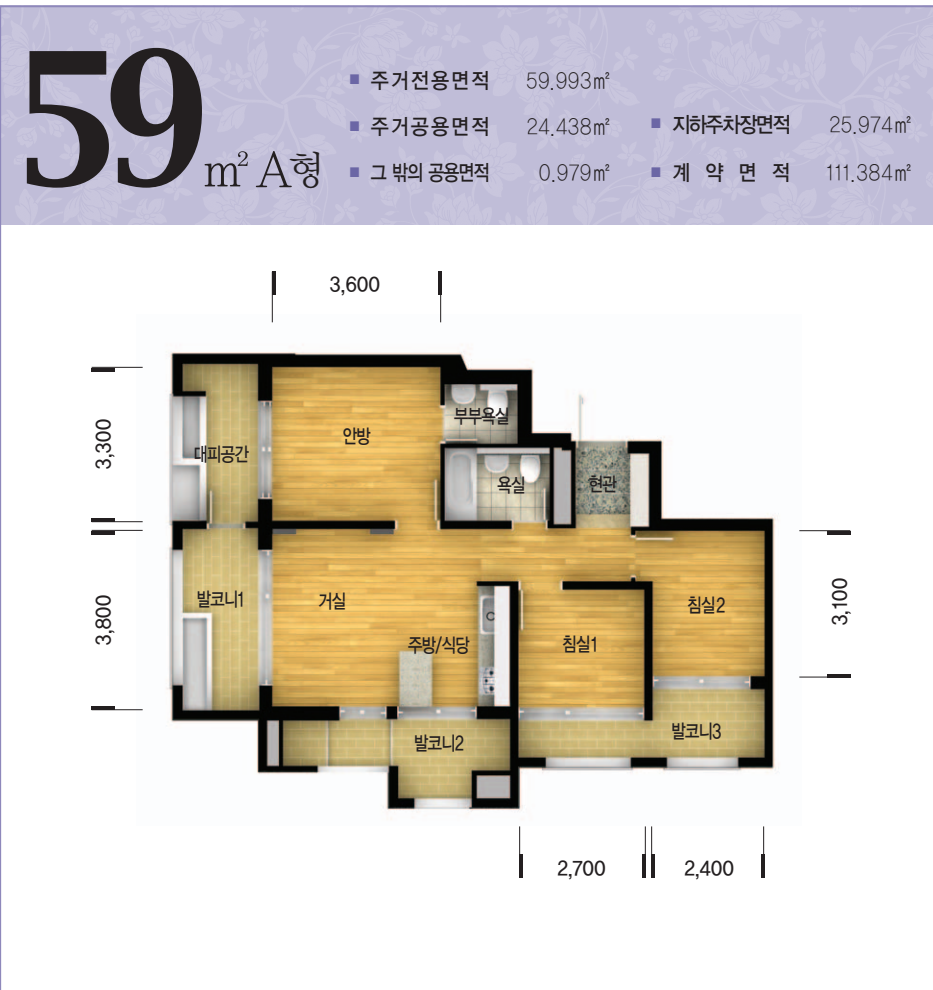 59 m² A형
주거전용면적 59.993㎡
주거공용면적 24.438㎡
지하주차장면적 25.974㎡
그 밖의 공용면적 0.979㎡
계 약 면 적 111.384㎡
3,600
3,300
부부욕실
안방
대피공간
욕실
현관
3,800
발코니1
거실
침실2
3,100
주방/식당
침실1
발코니3
발코니2
2,700
2,400